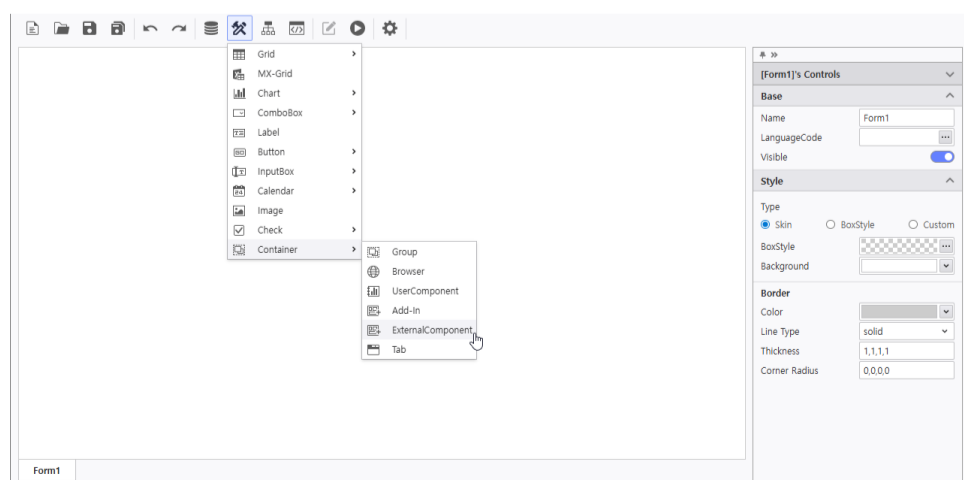 Grid
MX-Grid
Chart
ComboBox
Label
Button
InputBox
Calendar
Image
Check
Container
Group
Browser
UserComponent
Add-In
ExternalComponent
Tab
Form1
[Form1]'s Controls
Base
Name Form1
LanguageCode
Visible
Style
Type
Skin BoxStyle Custom
BoxStyle
Background
Border
Color
Line Type solid
Thickness 1,1,1,1
Corner Radius 0,0,0,0